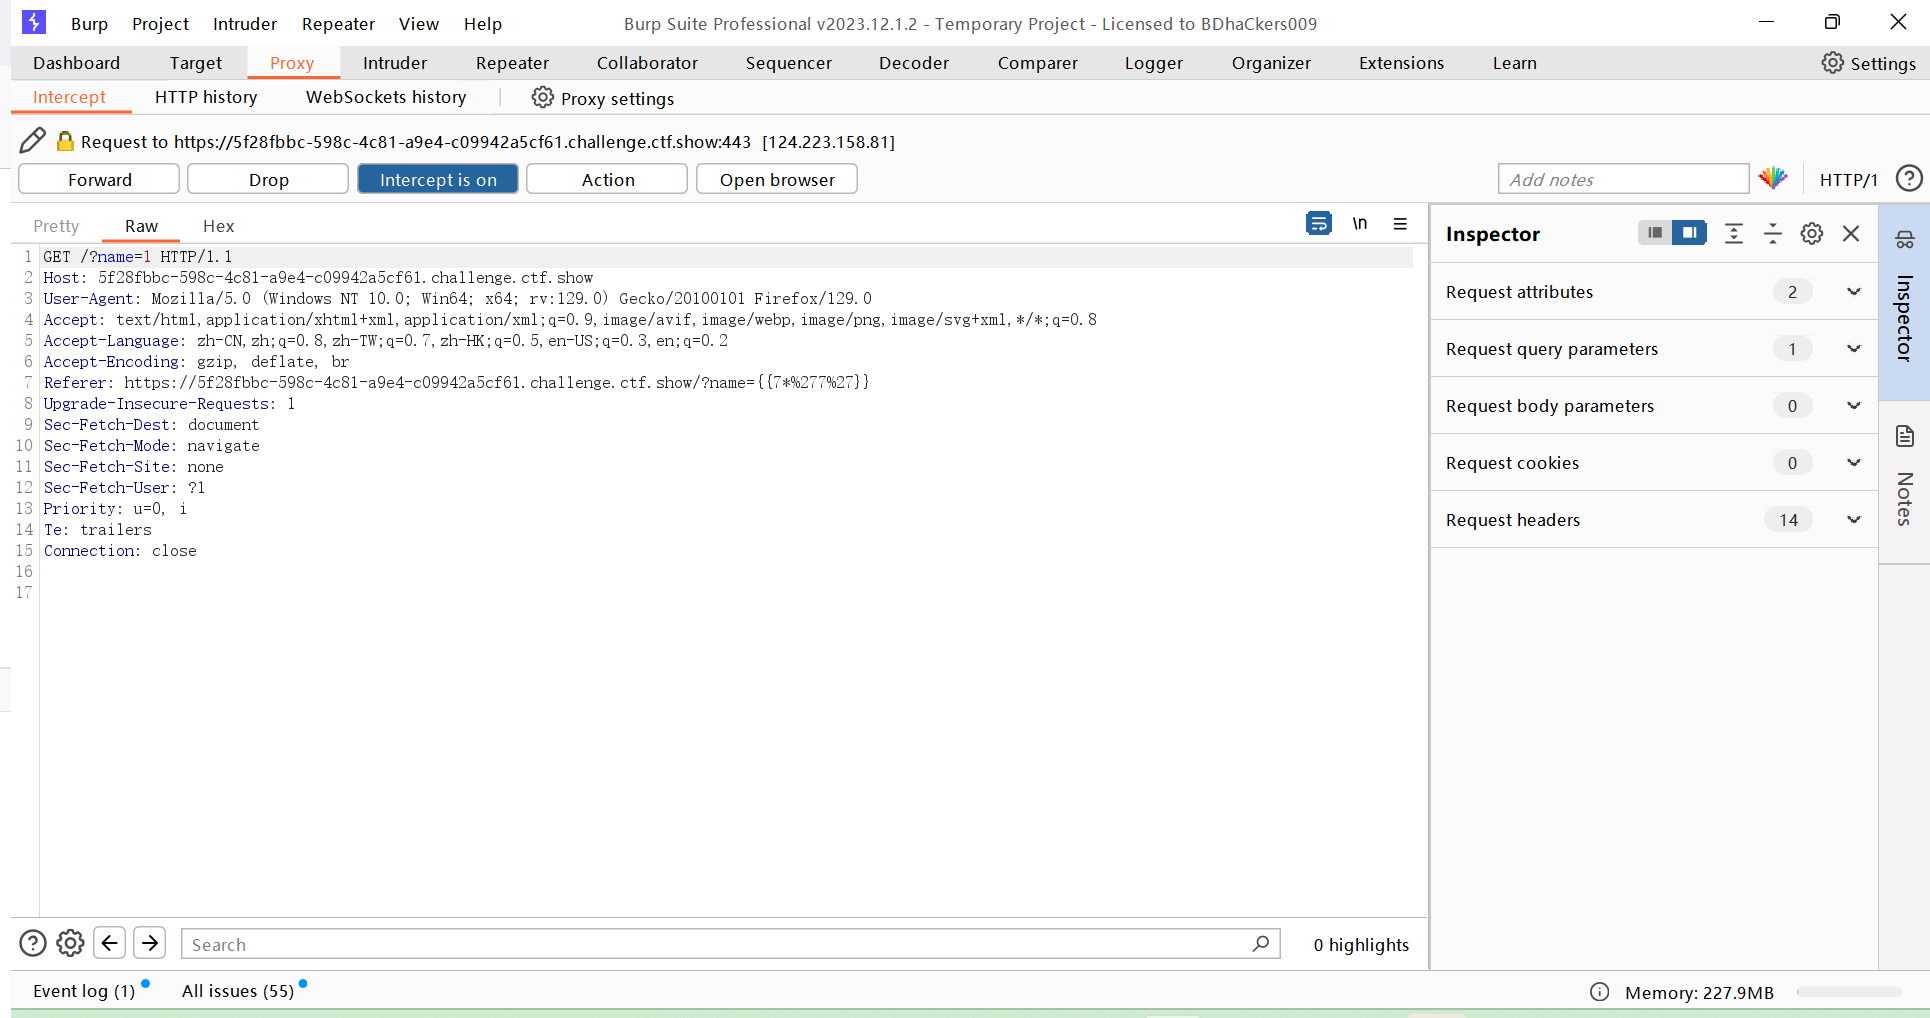 Burp Project Intruder Repeater View Help Burp Suite Professional v2023.12.1.2 - Temporary Project - Licensed to BDhaCkers009
Dashboard Target Proxy Intruder Repeater Collaborator Sequencer Decoder Comparer Logger Organizer Extensions Learn Settings
Intercept HTTP history WebSockets history Proxy settings
Request to https://5f28fbbc-598c-4c81-a9e4-c09942a5cf61.challenge.ctf.show:443 [124.223.158.81]
Forward Drop Intercept is on Action Open browser Add notes HTTP/1 ?
Pretty Raw Hex \n
Inspector
1 GET /?name=1 HTTP/1.1
2 Host: 5f28fbbc-598c-4c81-a9e4-c09942a5cf61.challenge.ctf.show
3 User-Agent: Mozilla/5.0 (Windows NT 10.0; Win64; x64; rv:129.0) Gecko/20100101 Firefox/129.0
4 Accept: text/html,application/xhtml+xml,application/xml;q=0.9,image/avif,image/webp,image/png,image/svg+xml,*/*;q=0.8
5 Accept-Language: zh-CN,zh;q=0.8,zh-TW;q=0.7,zh-HK;q=0.5,en-US;q=0.3,en;q=0.2
6 Accept-Encoding: gzip, deflate, br
7 Referer: https://5f28fbbc-598c-4c81-a9e4-c09942a5cf61.challenge.ctf.show/?name={{7*%277%27}}
8 Upgrade-Insecure-Requests: 1
9 Sec-Fetch-Dest: document
10 Sec-Fetch-Mode: navigate
11 Sec-Fetch-Site: none
12 Sec-Fetch-User: ?1
13 Priority: u=0, i
14 Te: trailers
15 Connection: close
16
17
Request attributes 2
Request query parameters 1
Request body parameters 0
Request cookies 0
Request headers 14
Inspector
Notes
? Search 0 highlights
Event log (1) All issues (55) Memory: 227.9MB